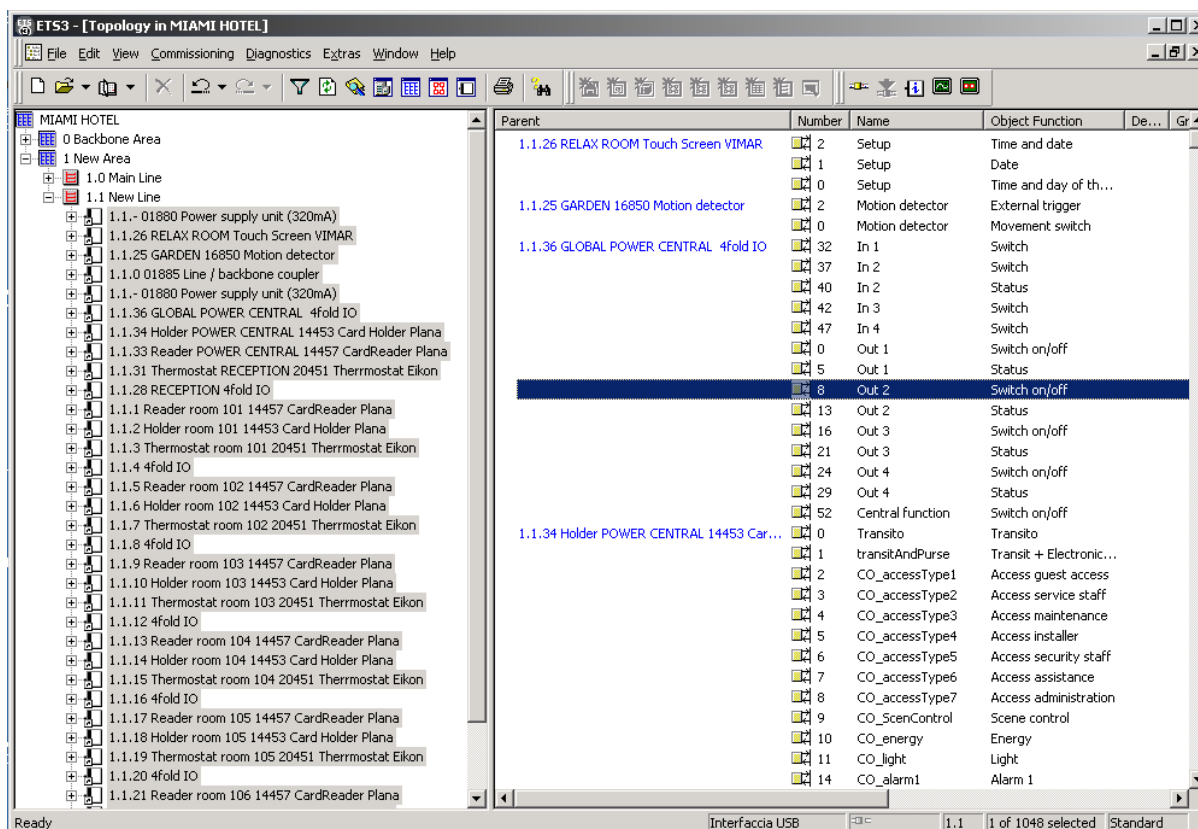 ETS3 - [Topology in MIAMI HOTEL]
File Edit View Commissioning Diagnostics Extras Window Help
MIAMI HOTEL
0 Backbone Area
1 New Area
1.0 Main Line
1.1 New Line
1.1.- 01880 Power supply unit (320mA)
1.1.26 RELAX ROOM Touch Screen VIMAR
1.1.25 GARDEN 16850 Motion detector
1.1.0 01885 Line / backbone coupler
1.1.- 01880 Power supply unit (320mA)
1.1.36 GLOBAL POWER CENTRAL 4fold IO
1.1.34 Holder POWER CENTRAL 14453 Card Holder Plana
1.1.33 Reader POWER CENTRAL 14457 CardReader Plana
1.1.31 Thermostat RECEPTION 20451 Therrmostat Eikon
1.1.28 RECEPTION 4fold IO
1.1.1 Reader room 101 14457 CardReader Plana
1.1.2 Holder room 101 14453 Card Holder Plana
1.1.3 Thermostat room 101 20451 Therrmostat Eikon
1.1.4 4fold IO
1.1.5 Reader room 102 14457 CardReader Plana
1.1.6 Holder room 102 14453 Card Holder Plana
1.1.7 Thermostat room 102 20451 Therrmostat Eikon
1.1.8 4fold IO
1.1.9 Reader room 103 14457 CardReader Plana
1.1.10 Holder room 103 14453 Card Holder Plana
1.1.11 Thermostat room 103 20451 Therrmostat Eikon
1.1.12 4fold IO
1.1.13 Reader room 104 14457 CardReader Plana
1.1.14 Holder room 104 14453 Card Holder Plana
1.1.15 Thermostat room 104 20451 Therrmostat Eikon
1.1.16 4fold IO
1.1.17 Reader room 105 14457 CardReader Plana
1.1.18 Holder room 105 14453 Card Holder Plana
1.1.19 Thermostat room 105 20451 Therrmostat Eikon
1.1.20 4fold IO
1.1.21 Reader room 106 14457 CardReader Plana
Parent Number Name Object Function De... Gr
1.1.26 RELAX ROOM Touch Screen VIMAR 2 Setup Time and date
1 Setup Date
0 Setup Time and day of th...
1.1.25 GARDEN 16850 Motion detector 2 Motion detector External trigger
0 Motion detector Movement switch
1.1.36 GLOBAL POWER CENTRAL 4fold IO 32 In 1 Switch
37 In 2 Switch
40 In 2 Status
42 In 3 Switch
47 In 4 Switch
0 Out 1 Switch on/off
5 Out 1 Status
8 Out 2 Switch on/off
13 Out 2 Status
16 Out 3 Switch on/off
21 Out 3 Status
24 Out 4 Switch on/off
29 Out 4 Status
52 Central function Switch on/off
1.1.34 Holder POWER CENTRAL 14453 Car... 0 Transito Transito
1 transitAndPurse Transit + Electronic...
2 CO_accessType1 Access guest access
3 CO_accessType2 Access service staff
4 CO_accessType3 Access maintenance
5 CO_accessType4 Access installer
6 CO_accessType5 Access security staff
7 CO_accessType6 Access assistance
8 CO_accessType7 Access administration
9 CO_ScenControl Scene control
10 CO_energy Energy
11 CO_light Light
14 CO_alarm1 Alarm 1
Ready Interfaccia USB 1.1 1 of 1048 selected Standard